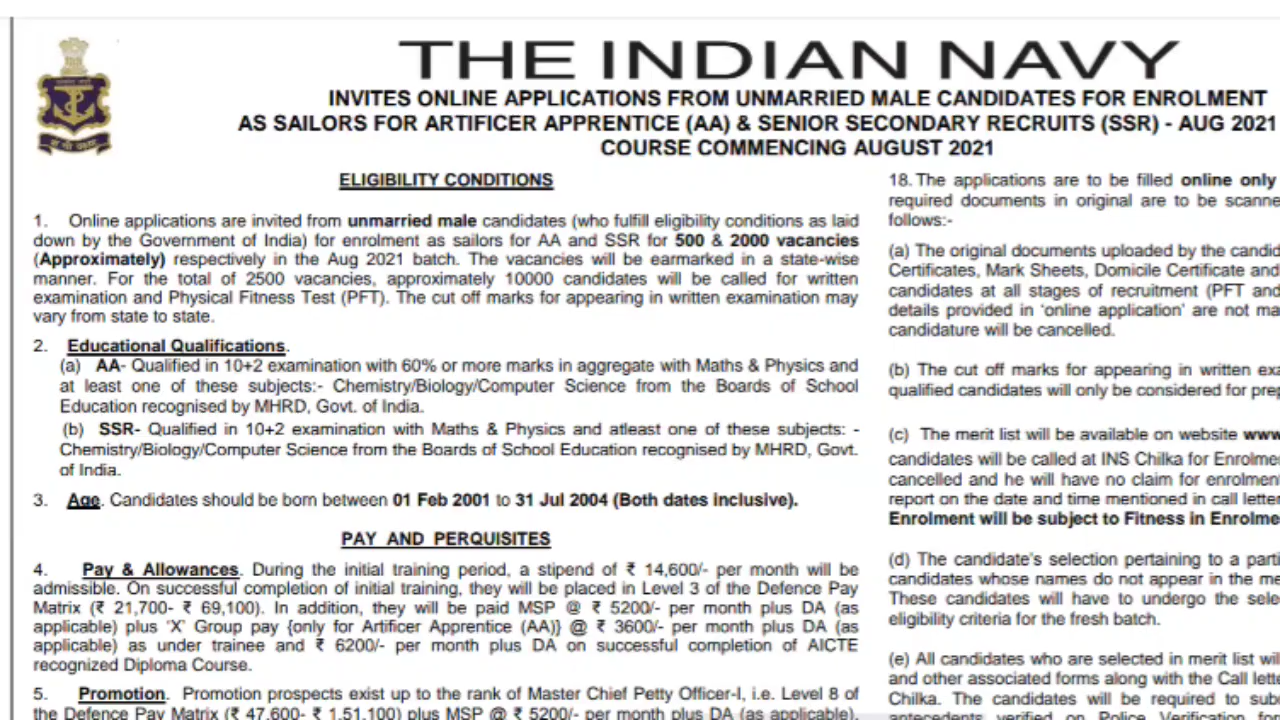 THE INDIAN NAVY
INVITES ONLINE APPLICATIONS FROM UNMARRIED MALE CANDIDATES FOR ENROLMENT
AS SAILORS FOR ARTIFICER APPRENTICE (AA) & SENIOR SECONDARY RECRUITS (SSR) - AUG 2021
COURSE COMMENCING AUGUST 2021
ELIGIBILITY CONDITIONS
1. Online applications are invited from unmarried male candidates (who fulfill eligibility conditions as laid
down by the Government of India) for enrolment as sailors for AA and SSR for 500 & 2000 vacancies
(Approximately) respectively in the Aug 2021 batch. The vacancies will be earmarked in a state-wise
manner. For the total of 2500 vacancies, approximately 10000 candidates will be called for written
examination and Physical Fitness Test (PFT). The cut off marks for appearing in written examination may
vary from state to state.
2. Educational Qualifications.
(a) AA- Qualified in 10+2 examination with 60% or more marks in aggregate with Maths & Physics and
at least one of these subjects:- Chemistry/Biology/Computer Science from the Boards of School
Education recognised by MHRD, Govt. of India.
(b) SSR- Qualified in 10+2 examination with Maths & Physics and atleast one of these subjects: -
Chemistry/Biology/Computer Science from the Boards of School Education recognised by MHRD, Govt.
of India.
3. Age. Candidates should be born between 01 Feb 2001 to 31 Jul 2004 (Both dates inclusive).
PAY AND PERQUISITES
4. Pay & Allowances. During the initial training period, a stipend of ₹ 14,600/- per month will be
admissible. On successful completion of initial training, they will be placed in Level 3 of the Defence Pay
Matrix (₹ 21,700- ₹ 69,100). In addition, they will be paid MSP @ ₹ 5200/- per month plus DA (as
applicable) plus 'X' Group pay {only for Artificer Apprentice (AA)} @ ₹ 3600/- per month plus DA (as
applicable) as under trainee and ₹ 6200/- per month plus DA on successful completion of AICTE
recognized Diploma Course.
5. Promotion. Promotion prospects exist up to the rank of Master Chief Petty Officer-I, i.e. Level 8 of
the Defence Pay Matrix (₹ 47,600- ₹ 1,51,100) plus MSP @ ₹ 5200/- per month plus DA (as applicable).
18. The applications are to be filled online only
required documents in original are to be scanne
follows:-
(a) The original documents uploaded by the candid
Certificates, Mark Sheets, Domicile Certificate and
candidates at all stages of recruitment (PFT and
details provided in 'online application' are not ma
candidature will be cancelled.
(b) The cut off marks for appearing in written exa
qualified candidates will only be considered for prep
(c) The merit list will be available on website www
candidates will be called at INS Chilka for Enrolme
cancelled and he will have no claim for enrolment
report on the date and time mentioned in call letter
Enrolment will be subject to Fitness in Enrolme
(d) The candidate's selection pertaining to a parti
candidates whose names do not appear in the me
These candidates will have to undergo the sele
eligibility criteria for the fresh batch.
(e) All candidates who are selected in merit list wil
and other associated forms along with the Call lette
Chilka. The candidates will be required to sub
antecedents verified on Police Verification